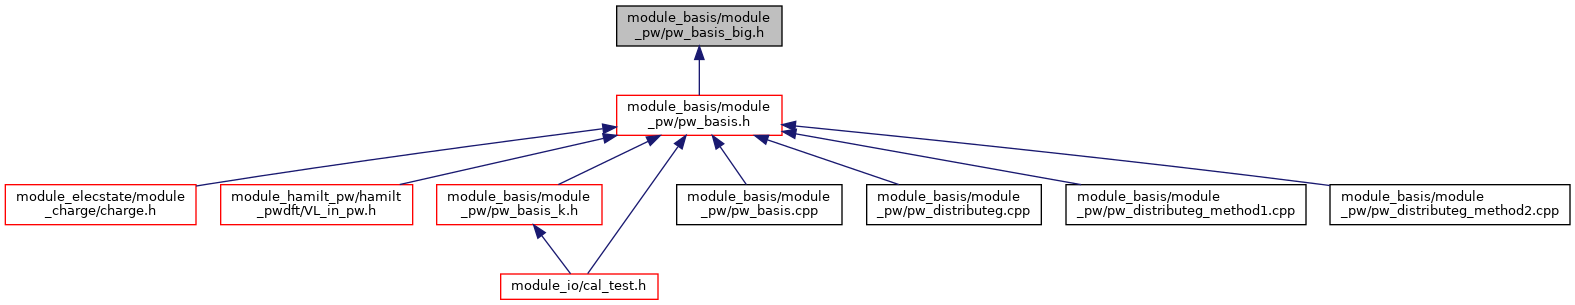 module_basis/module
_pw/pw_basis_big.h
module_basis/module
_pw/pw_basis.h
module_elecstate/module
_charge/charge.h
module_hamilt_pw/hamilt
_pwdft/VL_in_pw.h
module_basis/module
_pw/pw_basis_k.h
module_basis/module
_pw/pw_basis.cpp
module_basis/module
_pw/pw_distributeg.cpp
module_basis/module
_pw/pw_distributeg_method1.cpp
module_basis/module
_pw/pw_distributeg_method2.cpp
module_io/cal_test.h